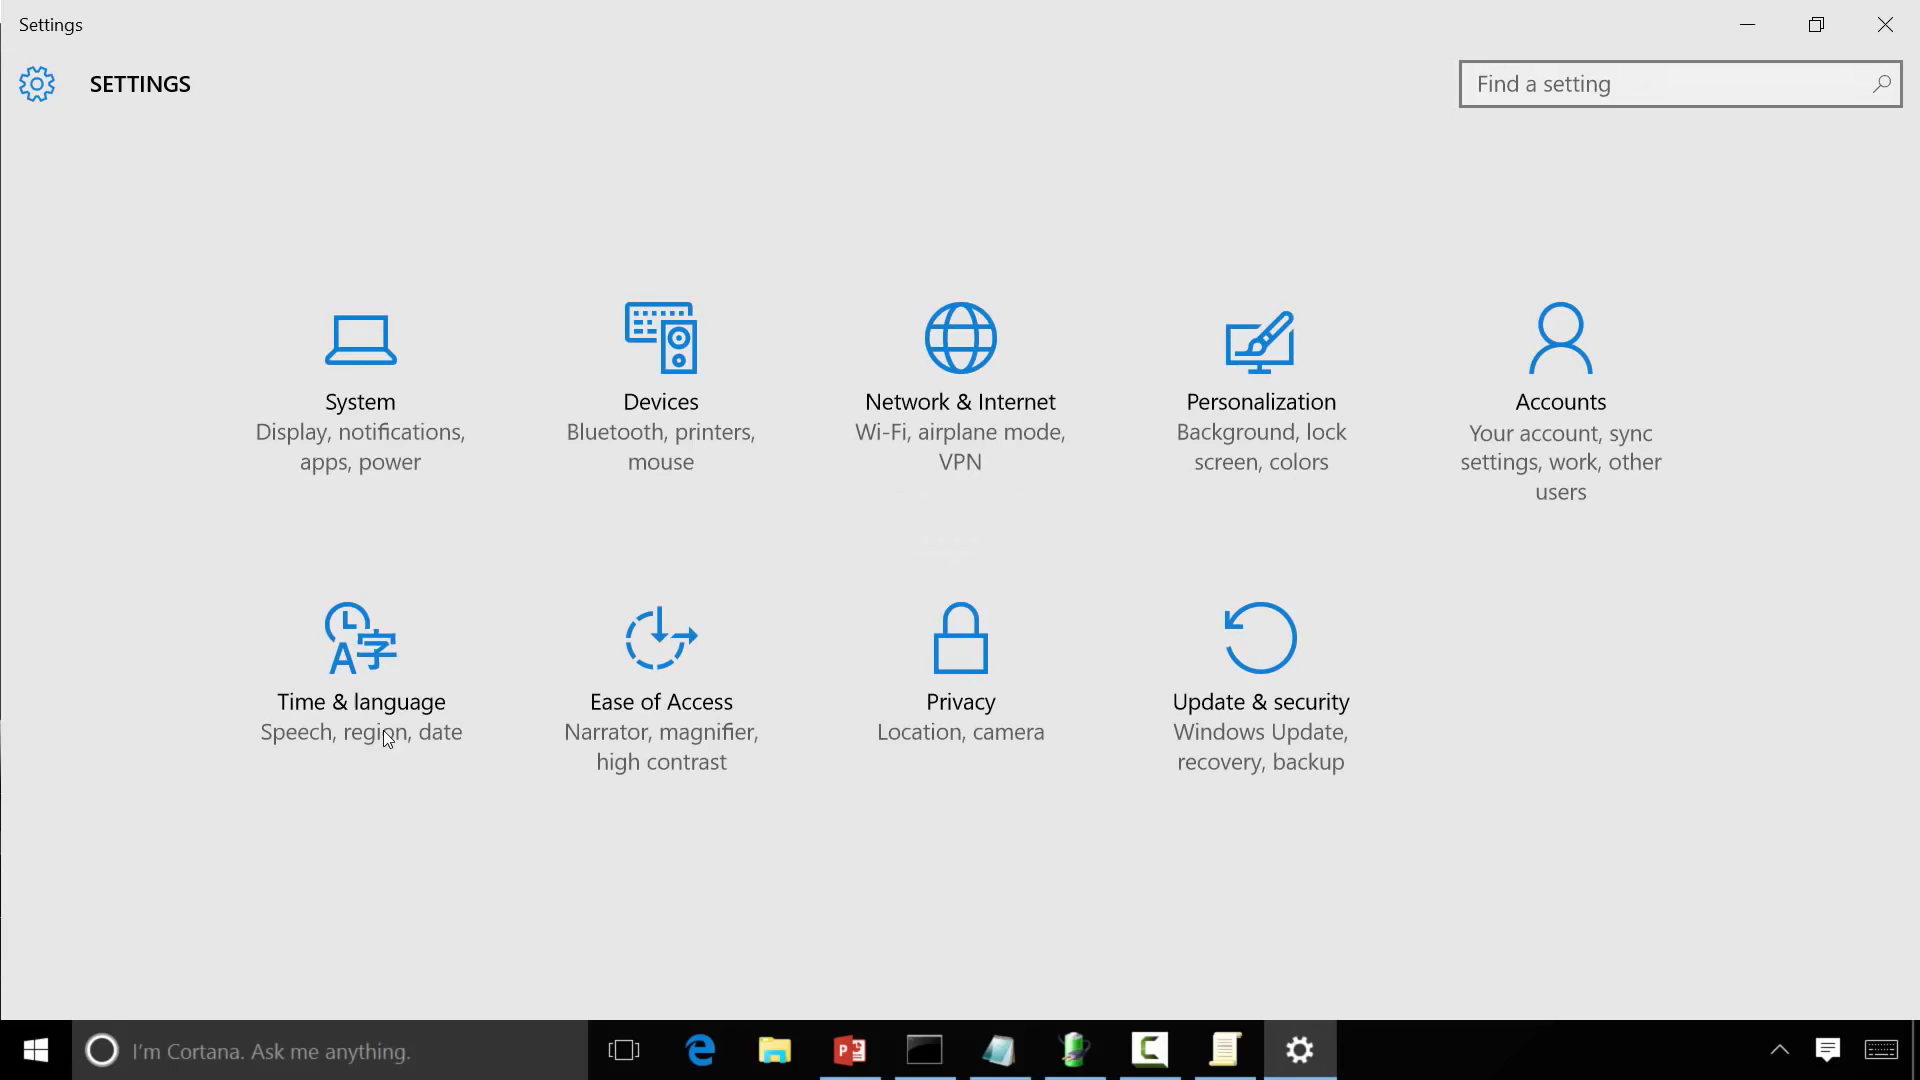 Settings
SETTINGS
Find a setting
System
Display, notifications,
apps, power
Devices
Bluetooth, printers,
mouse
Network & Internet
Wi-Fi, airplane mode,
VPN
Personalization
Background, lock
screen, colors
Accounts
Your account, sync
settings, work, other
users
Time & language
Speech, region, date
Ease of Access
Narrator, magnifier,
high contrast
Privacy
Location, camera
Update & security
Windows Update,
recovery, backup
I'm Cortana. Ask me anything.